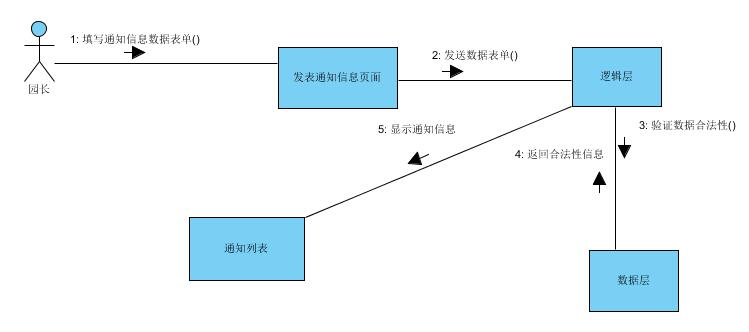 1: 填写通知信息数据表单()
园长
发表通知信息页面
2: 发送数据表单()
逻辑层
5: 显示通知信息
3: 验证数据合法性()
4: 返回合法性信息
通知列表
数据层